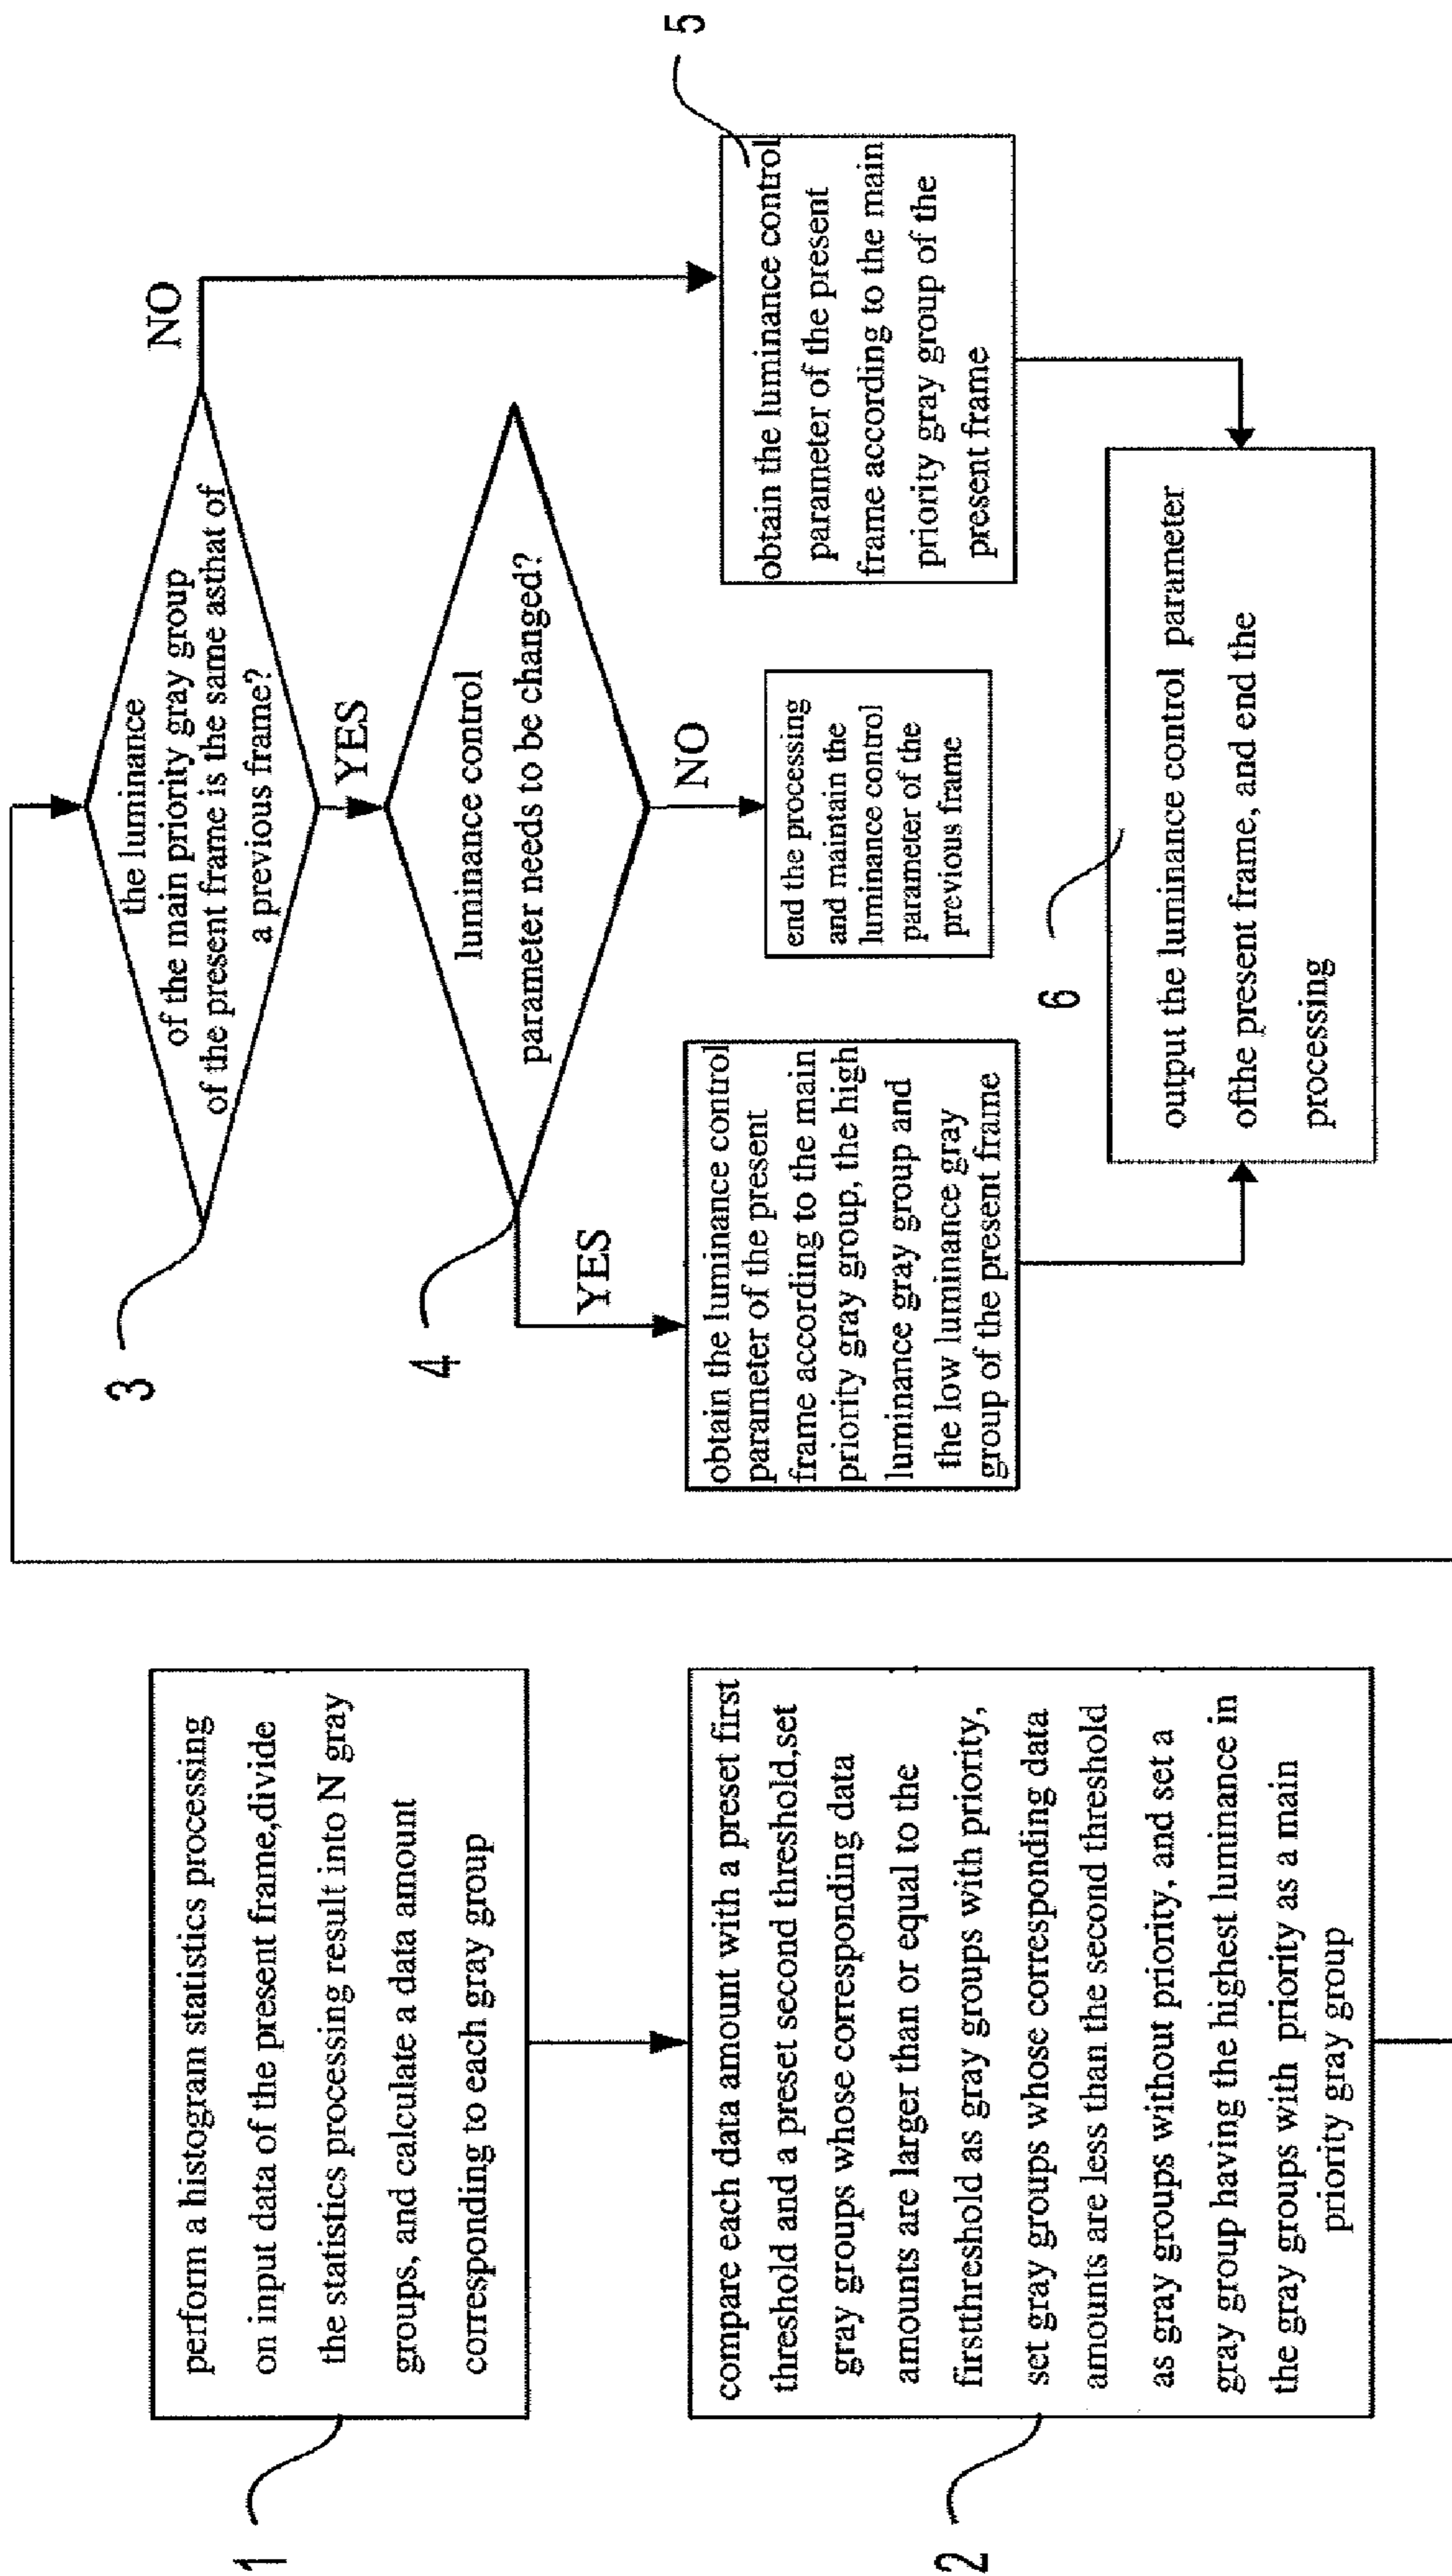 perform a histogram statistics processing
on input data of the present frame,divide
the statistics processing result into N gray
groups, and calculate a data amount
corresponding to each gray group
1
compare each data amount with a preset first
threshold and a preset second threshold,set
gray groups whose corresponding data
amounts are larger than or equal to the
firstthreshold as gray groups with priority,
set gray groups whose corresponding data
amounts are less than the second threshold
as gray groups without priority, and set a
gray group having the highest luminance in
the gray groups with priority as a main
priority gray group
2
the luminance
of the main priority gray group
of the present frame is the same asthat of
a previous frame?
3
NO
YES
luminance control
parameter needs to be changed?
4
YES
NO
obtain the luminance control
parameter of the present
frame according to the main
priority gray group, the high
luminance gray group and
the low luminance gray
group of the present frame
end the processing
and maintain the
luminance control
parameter of the
previous frame
obtain the luminance control
parameter of the present
frame according to the main
priority gray group of the
present frame
5
output the luminance control parameter
ofthe present frame, and end the
processing
6